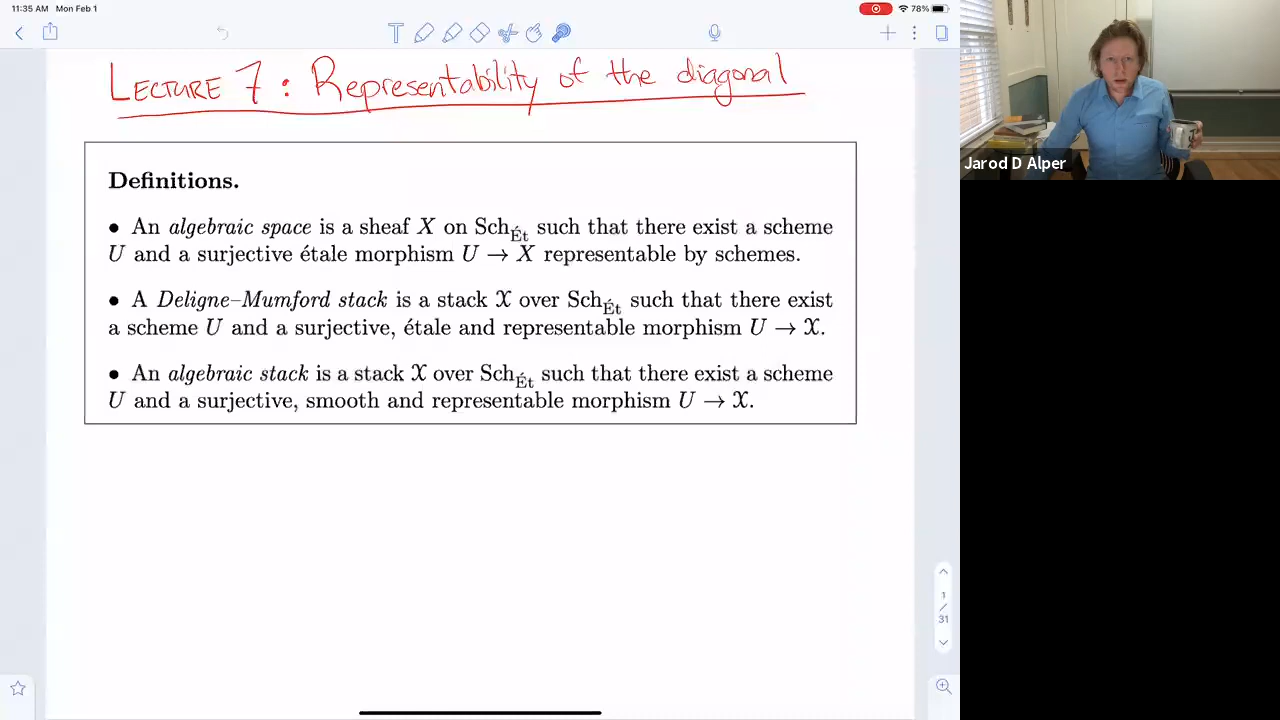 11:35 AM Mon Feb 1
78%
LECTURE 7: Representability of the diagonal
Definitions.
• An algebraic space is a sheaf X on Sch_Ét such that there exist a scheme
U and a surjective étale morphism U → X representable by schemes.
• A Deligne–Mumford stack is a stack 𝒳 over Sch_Ét such that there exist
a scheme U and a surjective, étale and representable morphism U → 𝒳.
• An algebraic stack is a stack 𝒳 over Sch_Ét such that there exist a scheme
U and a surjective, smooth and representable morphism U → 𝒳.
Jarod D Alper
1
/
31